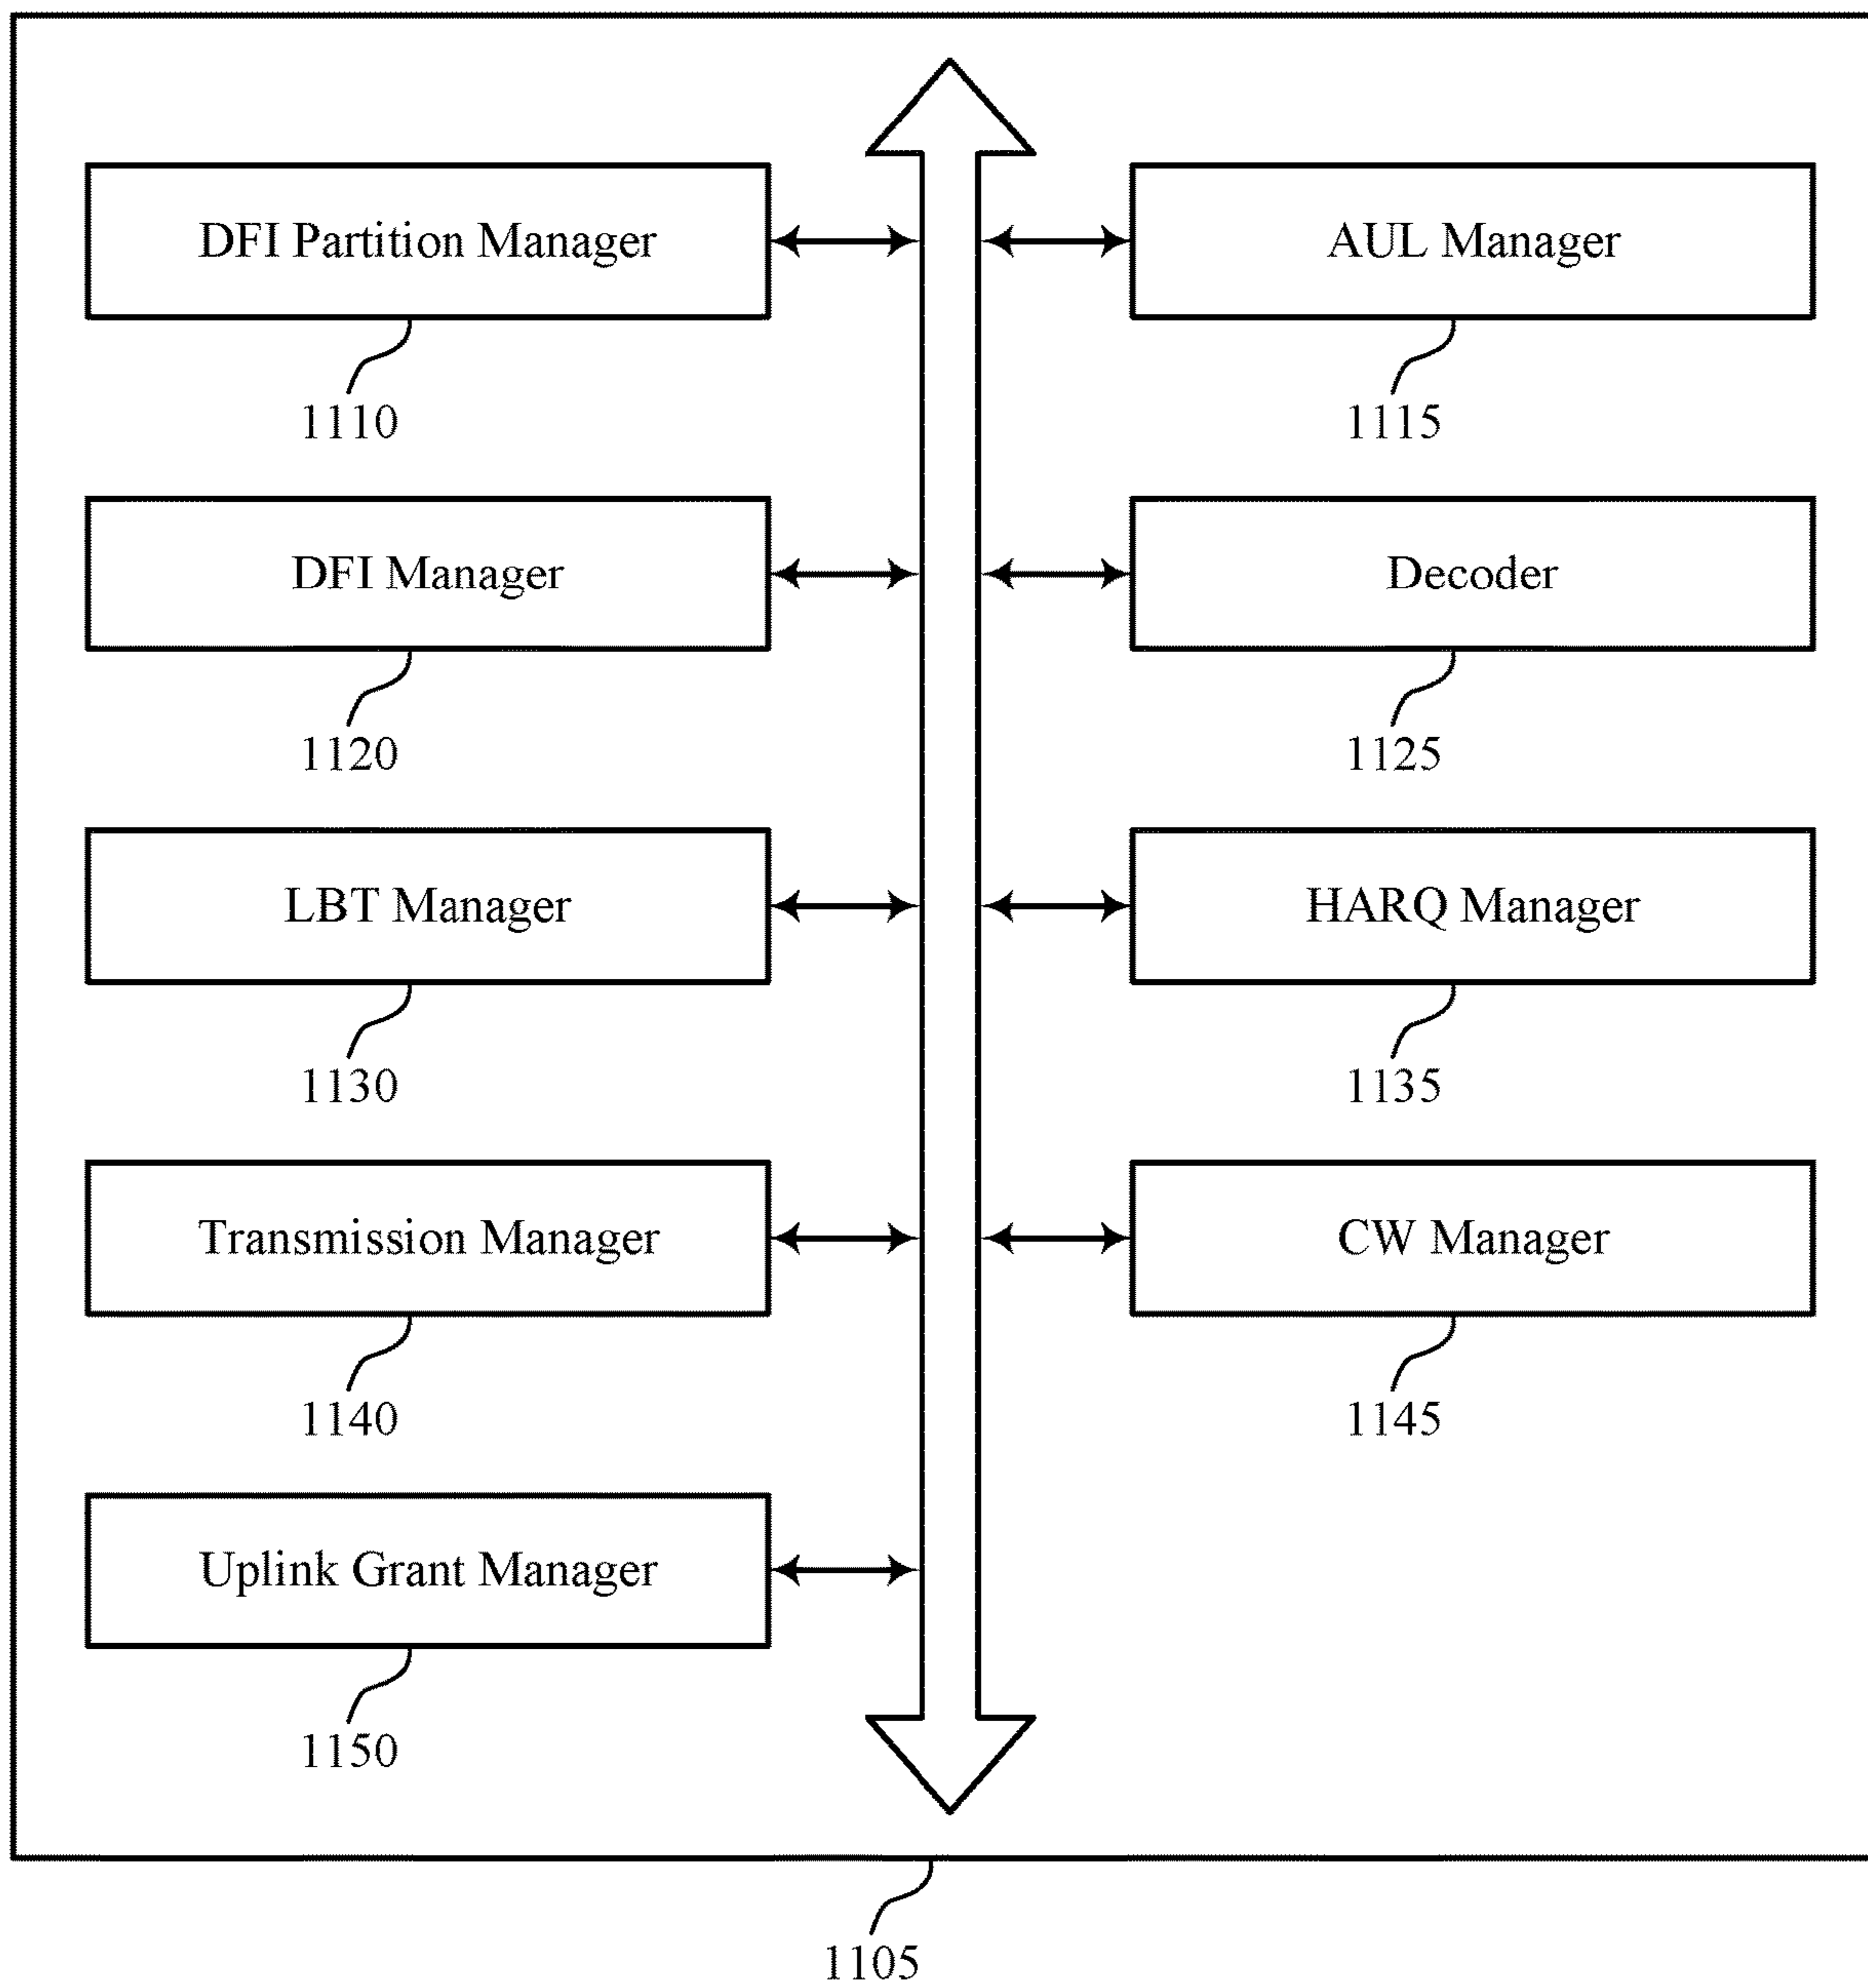 DFI Partition Manager
AUL Manager
1110
1115
DFI Manager
Decoder
1120
1125
LBT Manager
HARQ Manager
1130
1135
Transmission Manager
CW Manager
1140
1145
Uplink Grant Manager
1150
1105